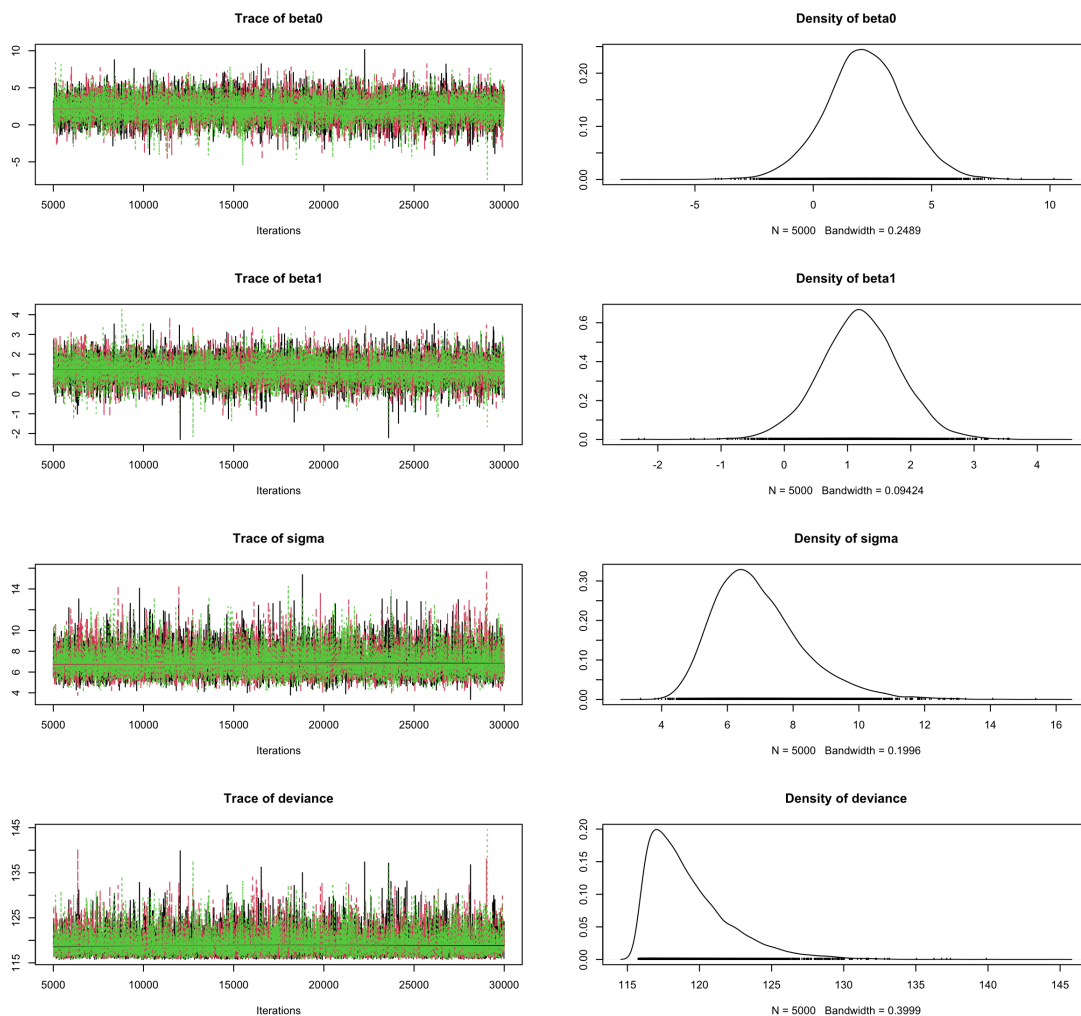 Trace of beta0
10
5
0
-5
5000 10000 15000 20000 25000 30000
Iterations
Density of beta0
0.20
0.10
0.00
-5 0 5 10
N = 5000 Bandwidth = 0.2489
Trace of beta1
4
3
2
1
0
-2
5000 10000 15000 20000 25000 30000
Iterations
Density of beta1
0.6
0.4
0.2
0.0
-2 -1 0 1 2 3 4
N = 5000 Bandwidth = 0.09424
Trace of sigma
14
10
8
6
4
5000 10000 15000 20000 25000 30000
Iterations
Density of sigma
0.30
0.20
0.10
0.00
4 6 8 10 12 14 16
N = 5000 Bandwidth = 0.1996
Trace of deviance
145
135
125
115
5000 10000 15000 20000 25000 30000
Iterations
Density of deviance
0.20
0.15
0.10
0.05
0.00
115 120 125 130 135 140 145
N = 5000 Bandwidth = 0.3999